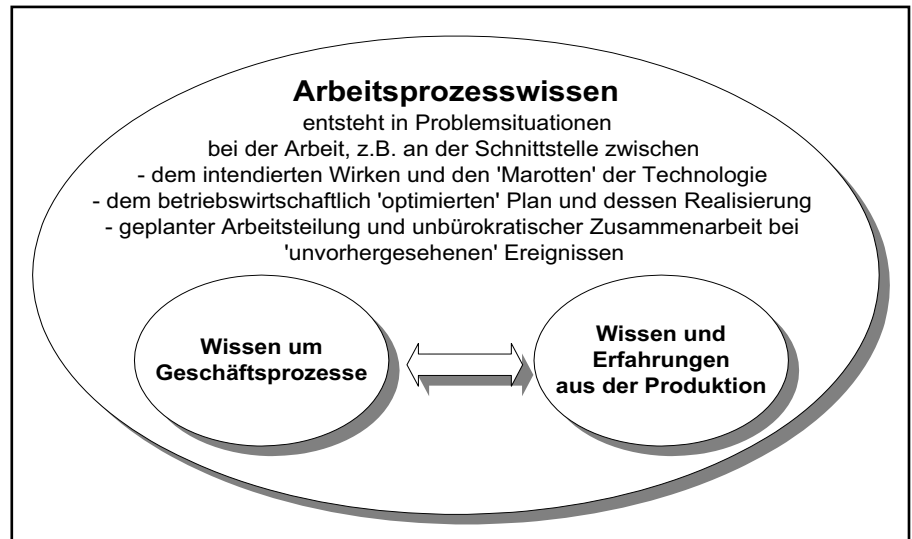 Arbeitsprozesswissen
entsteht in Problemsituationen
bei der Arbeit, z.B. an der Schnittstelle zwischen
- dem intendierten Wirken und den 'Marotten' der Technologie
- dem betriebswirtschaftlich 'optimierten' Plan und dessen Realisierung
- geplanter Arbeitsteilung und unbürokratischer Zusammenarbeit bei
'unvorhergesehenen' Ereignissen
Wissen um
Geschäftsprozesse
Wissen und
Erfahrungen
aus der Produktion